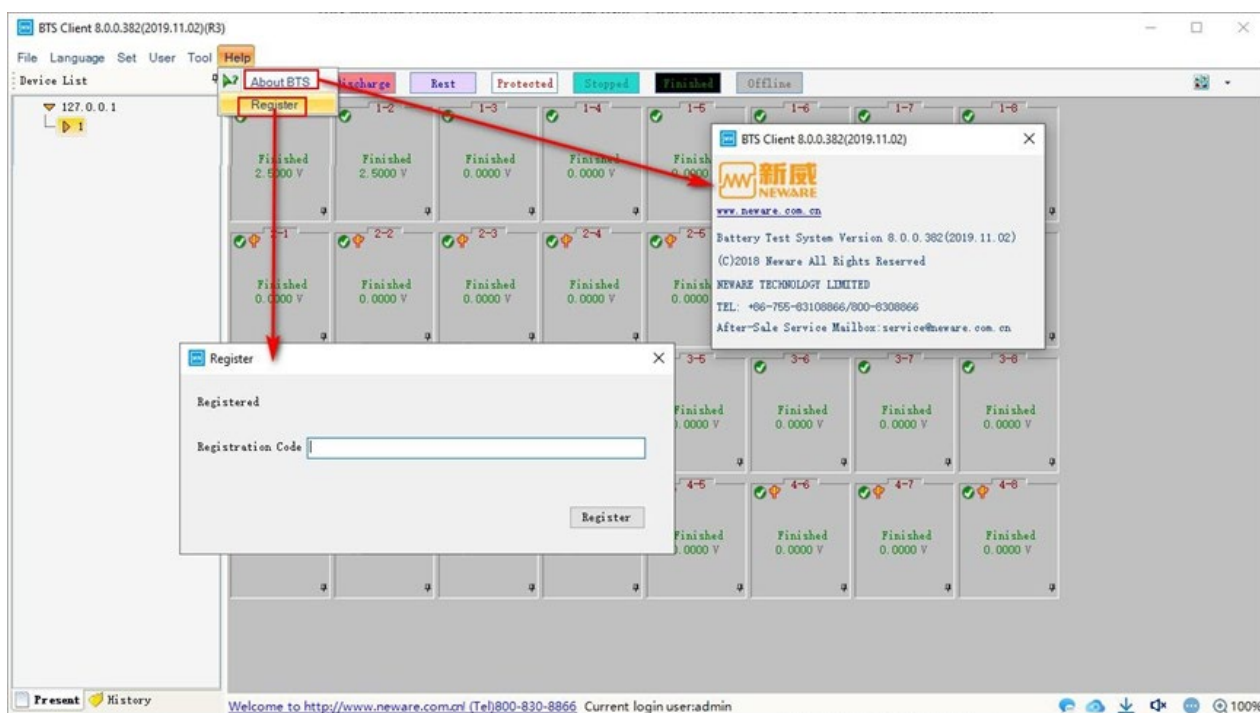 BTS Client 8.0.0.382(2019.11.02)(R3)
File Language Set User Tool Help
Device List
About BTS
Register
Discharge Rest Protected Stopped Finished Offline
127.0.0.1
1
1-2 1-3 1-4 1-5 1-6 1-7 1-8
Finished Finished Finished Finished
2.5000 V 2.5000 V 0.0000 V 0.0000 V
BTS Client 8.0.0.382(2019.11.02)
新威
NEWARE
www.neware.com.cn
Battery Test System Version 8.0.0.382(2019.11.02)
(C)2018 Neware All Rights Reserved
NEWARE TECHNOLOGY LIMITED
TEL: +86-755-83108866/800-8308866
After-Sale Service Mailbox:service@neware.com.cn
2-1 2-2 2-3 2-4 2-5
Finished Finished Finished Finished
0.0000 V 0.0000 V 0.0000 V 0.0000 V 0.0000
Register
Registered
Registration Code
Register
3-5 3-6 3-7 3-8
Finished Finished Finished Finished
0.0000 V 0.0000 V 0.0000 V
4-5 4-6 4-7 4-8
Finished Finished Finished Finished
0.0000 V 0.0000 V 0.0000 V
Present History
Welcome to http://www.neware.com.cn! (Tel)800-830-8866 Current login user:admin
100%